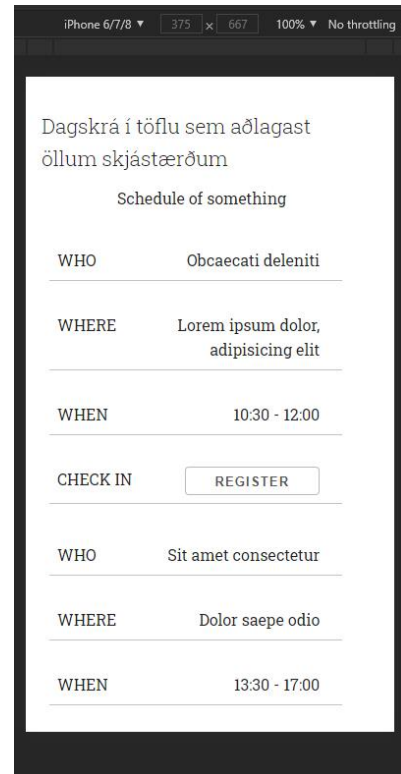 iPhone 6/7/8 ▼ 375 x 667 100% ▼ No throttling
Dagskrá í töflu sem aðlagast
öllum skjástærðum
Schedule of something
WHO Obcaecati deleniti
WHERE Lorem ipsum dolor,
adipisicing elit
WHEN 10:30 - 12:00
CHECK IN REGISTER
WHO Sit amet consectetur
WHERE Dolor saepe odio
WHEN 13:30 - 17:00